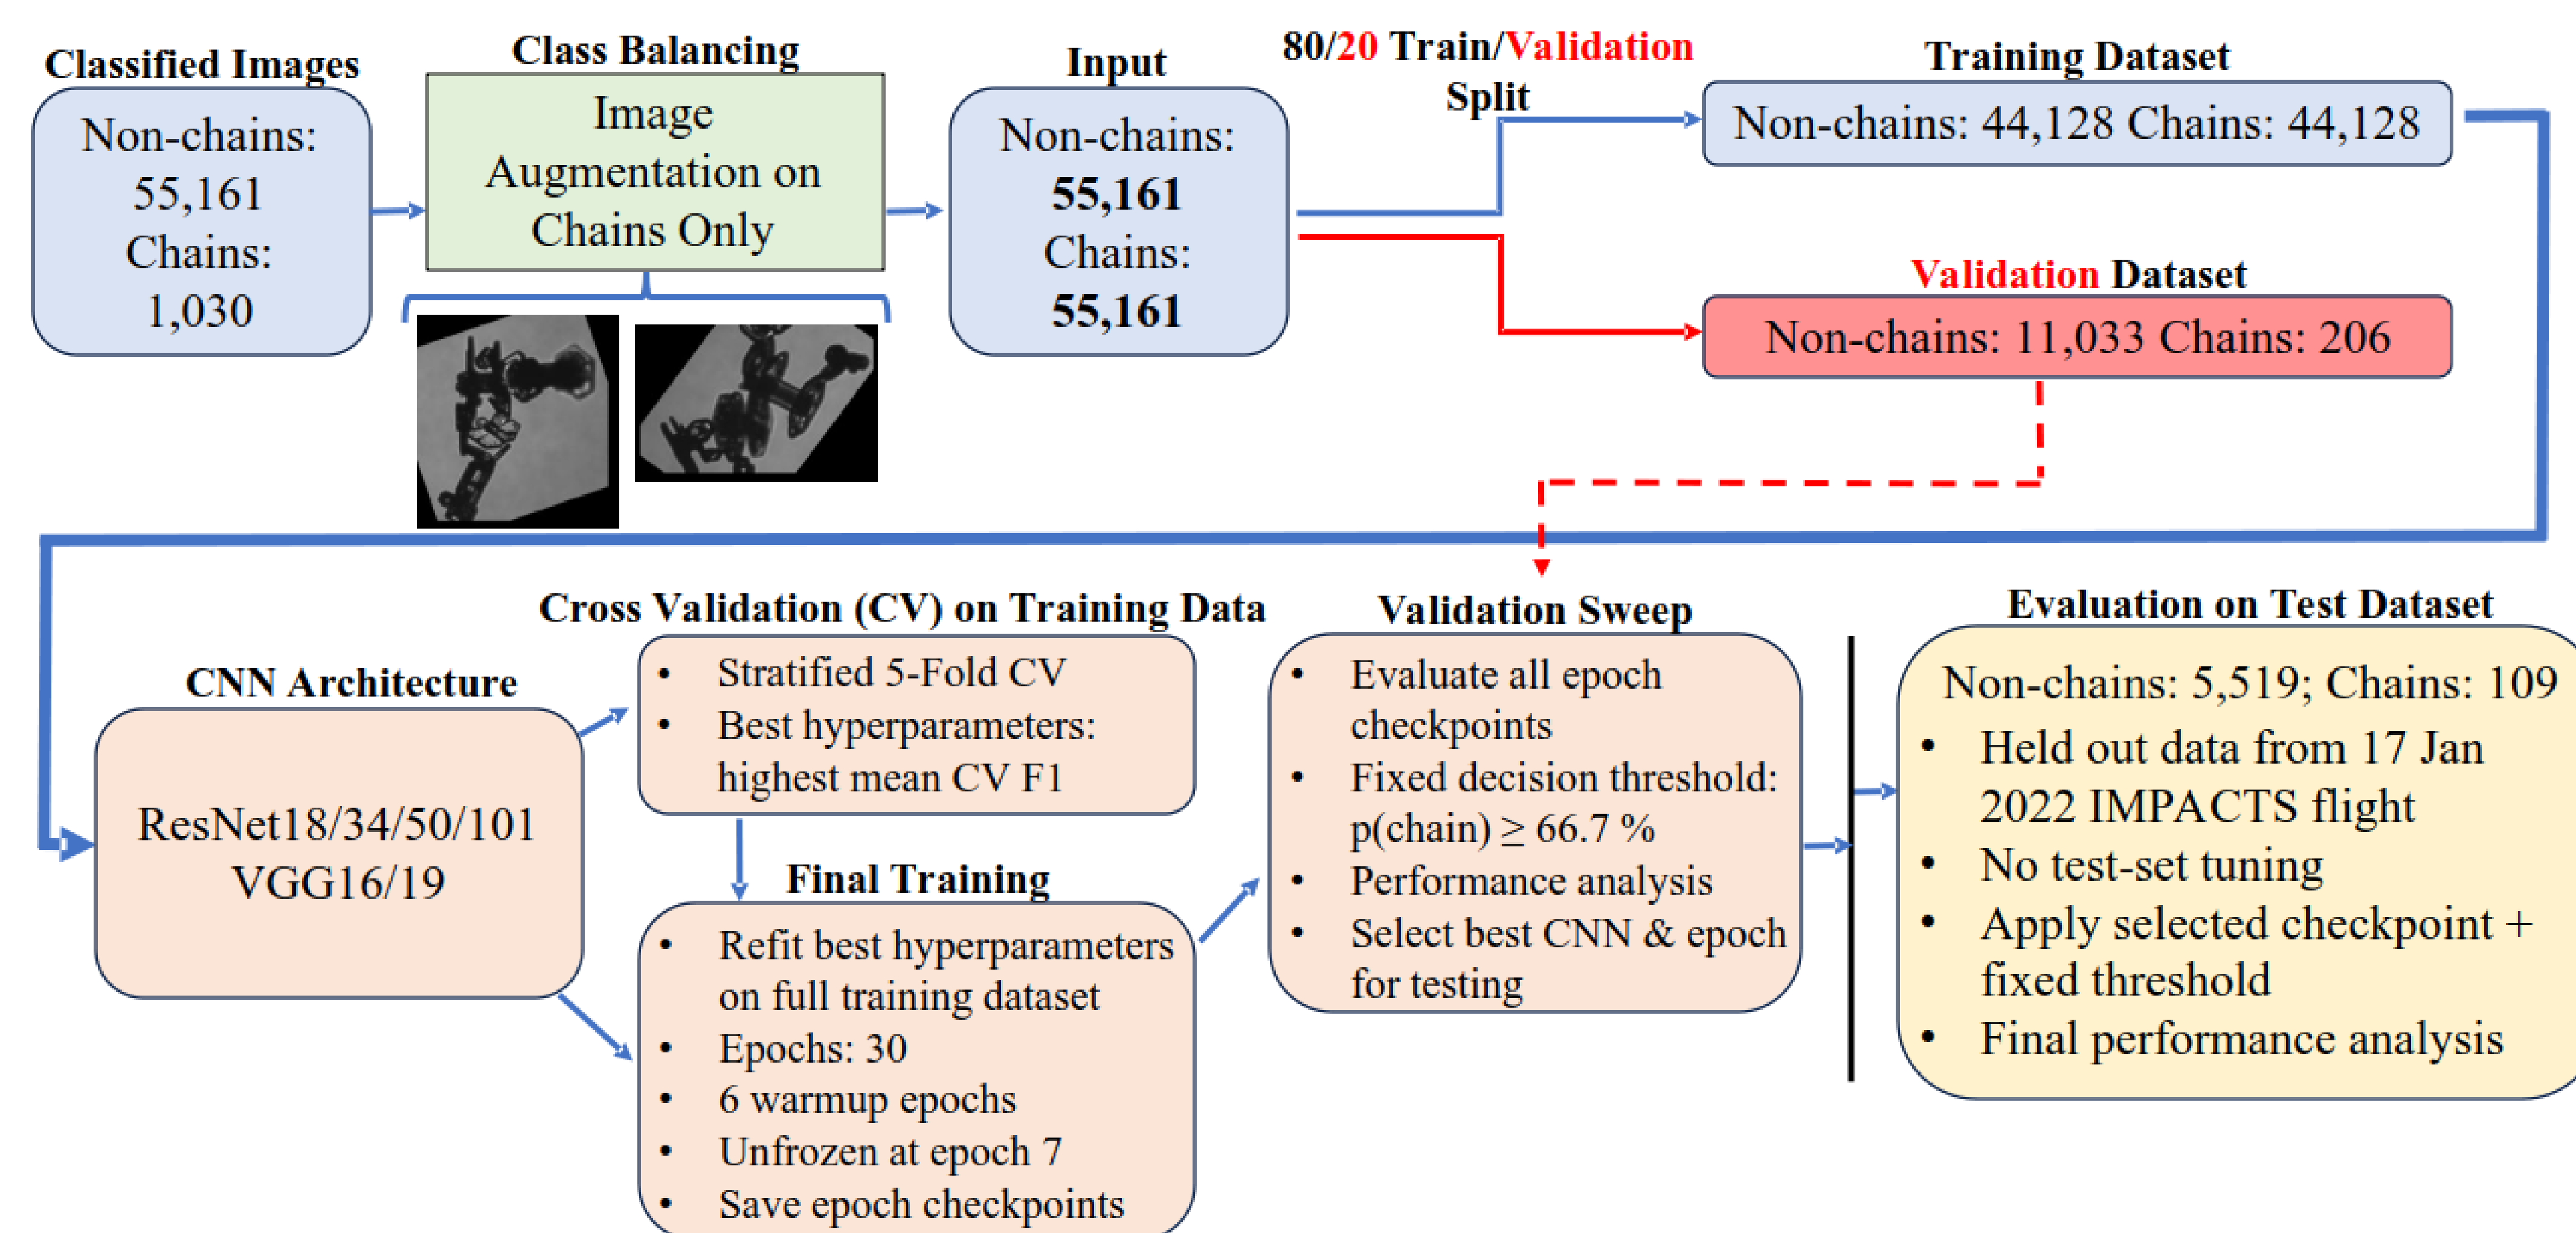 Classified Images
Non-chains:
55,161
Chains:
1,030
Class Balancing
Image
Augmentation on
Chains Only
Input
Non-chains:
55,161
Chains:
55,161
80/20 Train/Validation
Split
Training Dataset
Non-chains: 44,128 Chains: 44,128
Validation Dataset
Non-chains: 11,033 Chains: 206
CNN Architecture
ResNet18/34/50/101
VGG16/19
Cross Validation (CV) on Training Data
• Stratified 5-Fold CV
• Best hyperparameters:
highest mean CV F1
Final Training
• Refit best hyperparameters
on full training dataset
• Epochs: 30
• 6 warmup epochs
• Unfrozen at epoch 7
• Save epoch checkpoints
Validation Sweep
• Evaluate all epoch
checkpoints
• Fixed decision threshold:
p(chain) ≥ 66.7 %
• Performance analysis
• Select best CNN & epoch
for testing
Evaluation on Test Dataset
Non-chains: 5,519; Chains: 109
• Held out data from 17 Jan
2022 IMPACTS flight
• No test-set tuning
• Apply selected checkpoint +
fixed threshold
• Final performance analysis